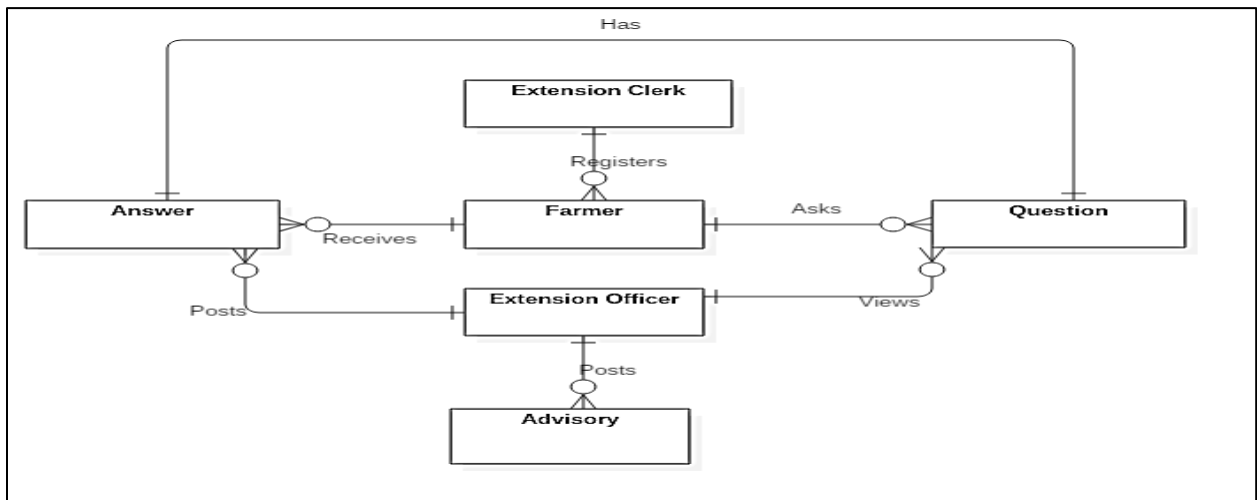 Has
Extension Clerk
Registers
Answer
Farmer
Asks
Question
Receives
Extension Officer
Views
Posts
Posts
Advisory